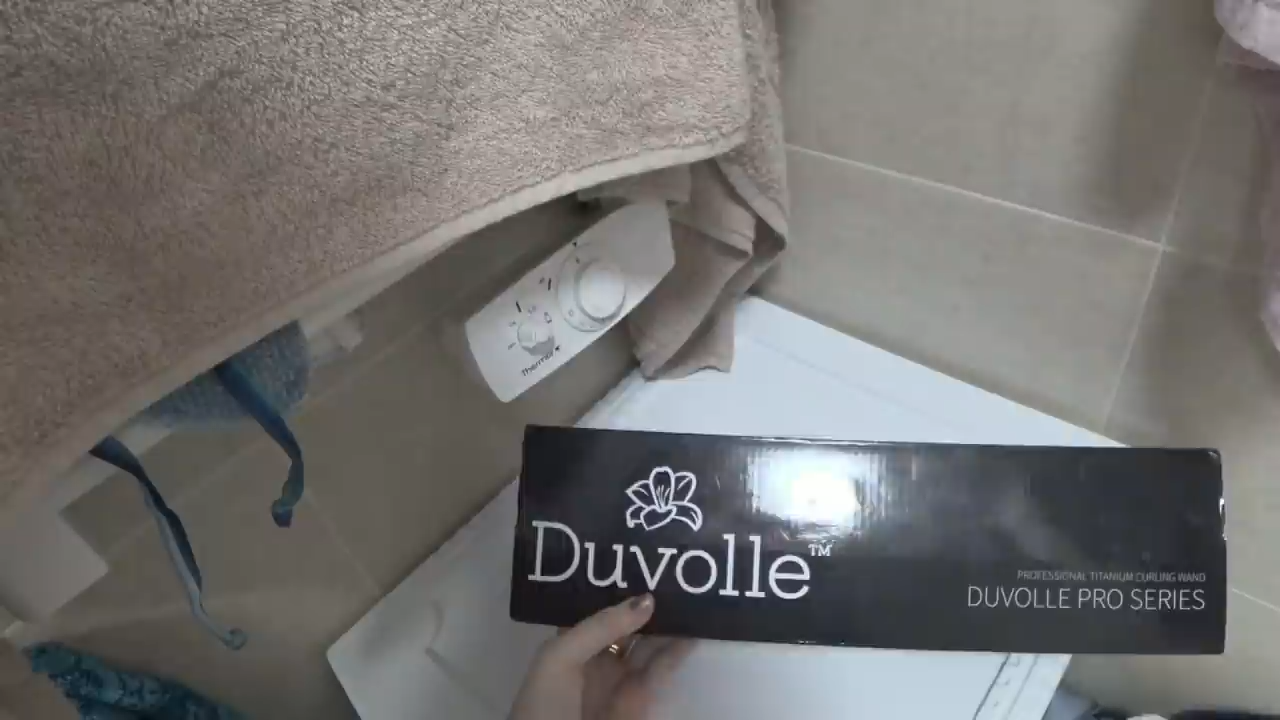 Duvolle™
PROFESSIONAL TITANIUM CURLING WAND
DUVOLLE PRO SERIES